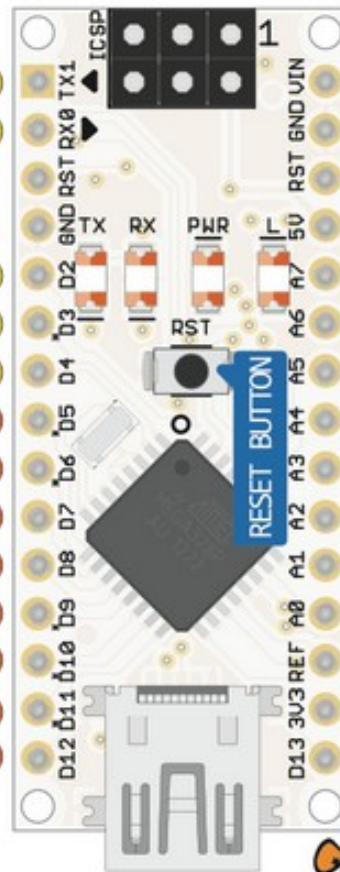 ICSP
1
TX1
RX0
RST
GND
D2
D3
D4
D5
D6
D7
D8
D9
D10
D11
D12
VIN
GND
RST
5V
A7
A6
A5
A4
A3
A2
A1
A0
REF
3V3
D13
TX RX PWR L
RST
RESET BUTTON